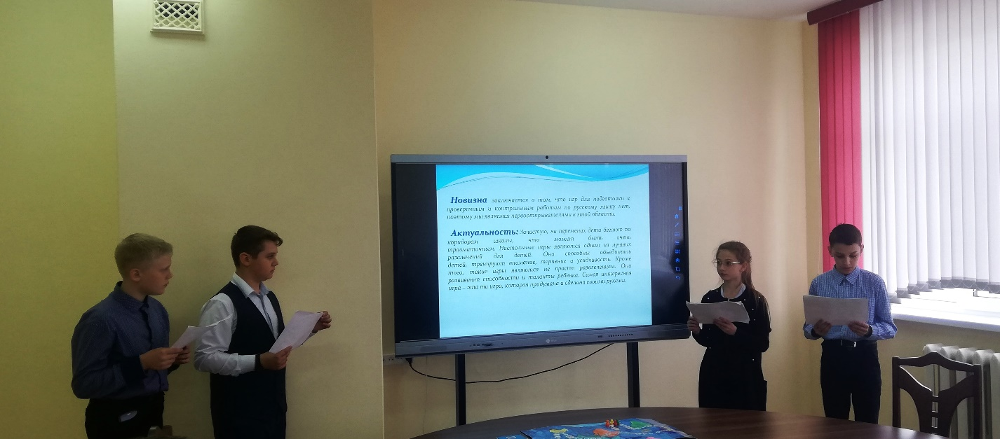 Новизна заключается в том, что игр для подготовки к
проверочным и контрольным работам по русскому языку нет,
поэтому мы являемся первооткрывателями в этой области.
Актуальность: Зачастую, на переменах дети бегают по
коридорам школы, что может быть очень
травматичным. Настольные игры являются одним из лучших
развлечений для детей. Они способны объединить
детей, тренируют внимание, терпение и усидчивость. Кроме
того, такие игры являются не просто развлечением. Они
развивают способности и таланты ребенка. Самая интересная
игра – эта та игра, которая придумана и сделана своими руками.